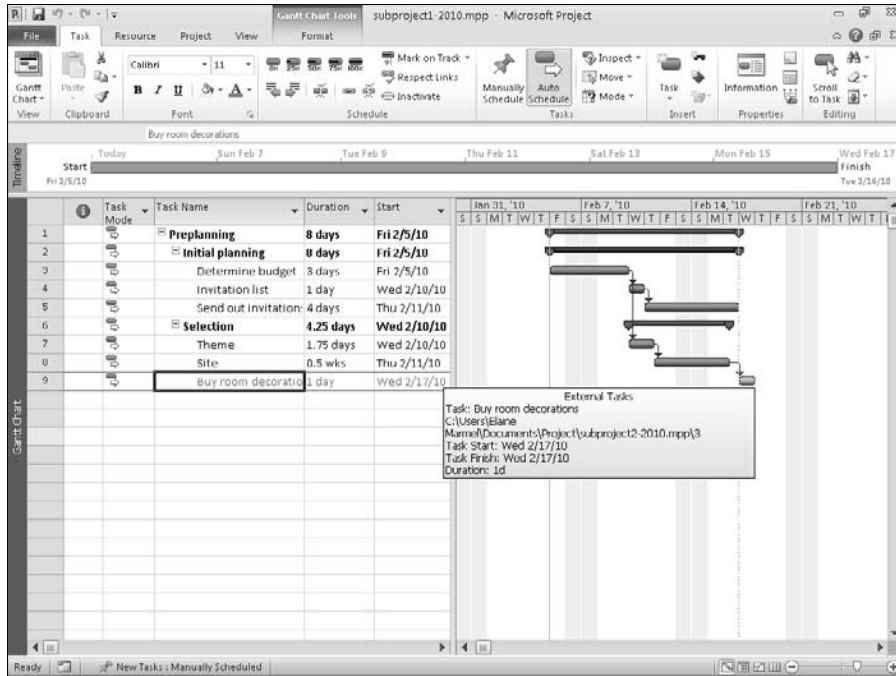 Gantt Chart Tools
subproject1-2010.mpp - Microsoft Project
File Task Resource Project View Format
Gantt Chart
View
Paste
Clipboard
Calibri 11
B I U A
Font
0% 25% 50% 75% 100%
Mark on Track
Respect Links
Inactivate
Schedule
Manually Schedule
Auto Schedule
Inspect
Move
Mode
Tasks
Task
Insert
Information
Properties
Scroll to Task
Editing
Buy room decorations
Timeline
Today Sun Feb 7 Tue Feb 9 Thu Feb 11 Sat Feb 13 Mon Feb 15 Wed Feb 17
Start
Fri 2/5/10
Finish
Tue 2/16/10
Task Mode Task Name Duration Start
Jan 31, '10 Feb 7, '10 Feb 14, '10 Feb 21, '10
S S M T W T F S S M T W T F S S M T W T F S S M T W T
1 Preplanning 8 days Fri 2/5/10
2 Initial planning 8 days Fri 2/5/10
3 Determine budget 3 days Fri 2/5/10
4 Invitation list 1 day Wed 2/10/10
5 Send out invitation 4 days Thu 2/11/10
6 Selection 4.25 days Wed 2/10/10
7 Theme 1.75 days Wed 2/10/10
8 Site 0.5 wks Thu 2/11/10
9 Buy room decoratio 1 day Wed 2/17/10
Gantt Chart
External Tasks
Task: Buy room decorations
C:\Users\Elaine
Marmel\Documents\Project\subproject2-2010.mpp\3
Task Start: Wed 2/17/10
Task Finish: Wed 2/17/10
Duration: 1d
Ready
New Tasks : Manually Scheduled